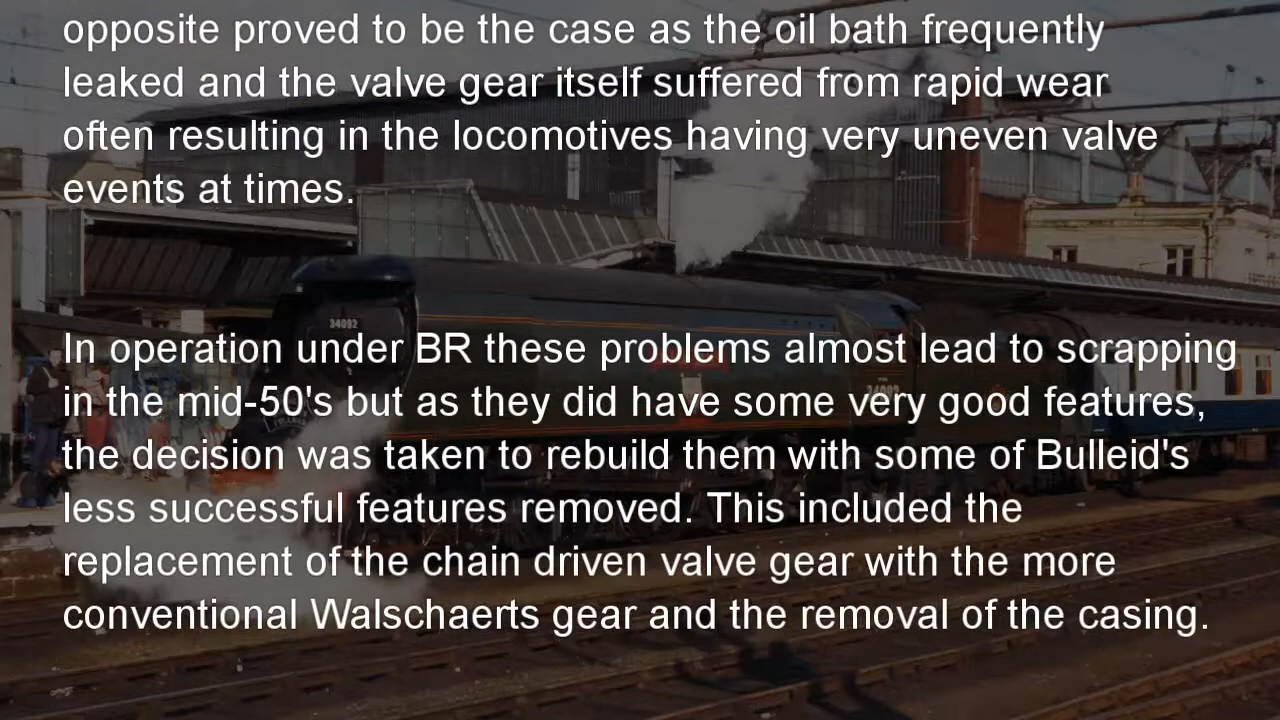 opposite proved to be the case as the oil bath frequently
leaked and the valve gear itself suffered from rapid wear
often resulting in the locomotives having very uneven valve
events at times.
In operation under BR these problems almost lead to scrapping
in the mid-50's but as they did have some very good features,
the decision was taken to rebuild them with some of Bulleid's
less successful features removed. This included the
replacement of the chain driven valve gear with the more
conventional Walschaerts gear and the removal of the casing.
34092
34092